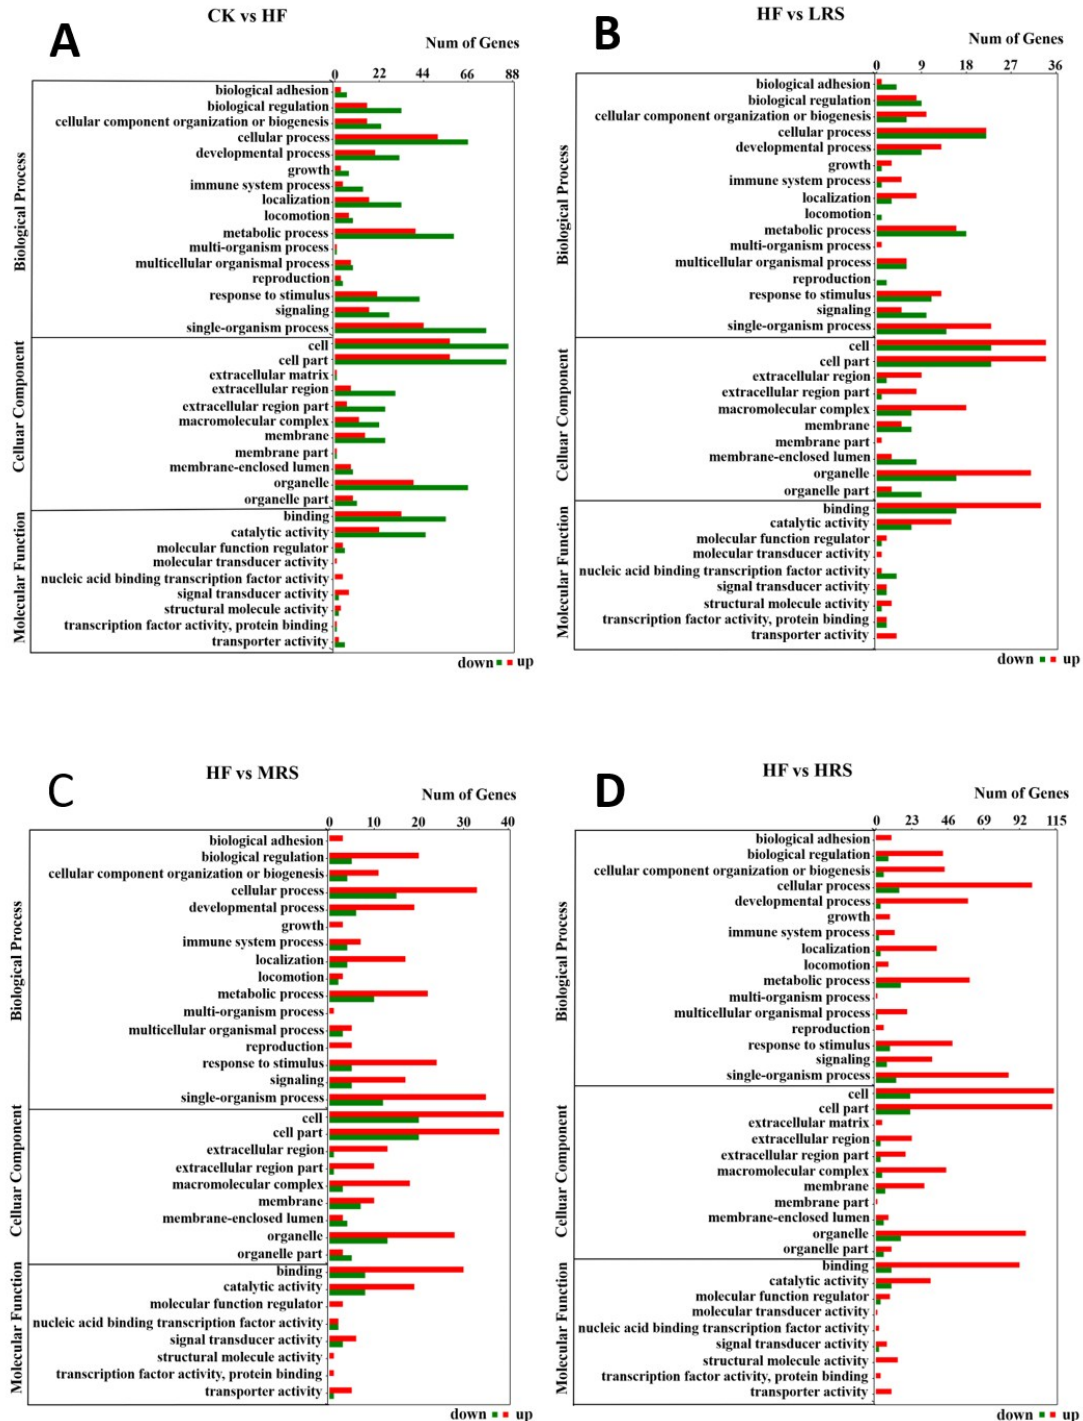 A
CK vs HF
Num of Genes
0 22 44 66 88
Biological Process
biological adhesion
biological regulation
cellular component organization or biogenesis
cellular process
developmental process
growth
immune system process
localization
locomotion
metabolic process
multi-organism process
multicellular organismal process
reproduction
response to stimulus
signaling
single-organism process
Celluar Component
cell
cell part
extracellular matrix
extracellular region
extracellular region part
macromolecular complex
membrane
membrane part
membrane-enclosed lumen
organelle
organelle part
Molecular Function
binding
catalytic activity
molecular function regulator
molecular transducer activity
nucleic acid binding transcription factor activity
signal transducer activity
structural molecule activity
transcription factor activity, protein binding
transporter activity
down up
B
HF vs LRS
Num of Genes
0 9 18 27 36
Biological Process
biological adhesion
biological regulation
cellular component organization or biogenesis
cellular process
developmental process
growth
immune system process
localization
locomotion
metabolic process
multi-organism process
multicellular organismal process
reproduction
response to stimulus
signaling
single-organism process
Celluar Component
cell
cell part
extracellular region
extracellular region part
macromolecular complex
membrane
membrane part
membrane-enclosed lumen
organelle
organelle part
Molecular Function
binding
catalytic activity
molecular function regulator
molecular transducer activity
nucleic acid binding transcription factor activity
signal transducer activity
structural molecule activity
transcription factor activity, protein binding
transporter activity
down up
C
HF vs MRS
Num of Genes
0 10 20 30 40
Biological Process
biological adhesion
biological regulation
cellular component organization or biogenesis
cellular process
developmental process
growth
immune system process
localization
locomotion
metabolic process
multi-organism process
multicellular organismal process
reproduction
response to stimulus
signaling
single-organism process
Celluar Component
cell
cell part
extracellular region
extracellular region part
macromolecular complex
membrane
membrane-enclosed lumen
organelle
organelle part
Molecular Function
binding
catalytic activity
molecular function regulator
nucleic acid binding transcription factor activity
signal transducer activity
structural molecule activity
transcription factor activity, protein binding
transporter activity
down up
D
HF vs HRS
Num of Genes
0 23 46 69 92 115
Biological Process
biological adhesion
biological regulation
cellular component organization or biogenesis
cellular process
developmental process
growth
immune system process
localization
locomotion
metabolic process
multi-organism process
multicellular organismal process
reproduction
response to stimulus
signaling
single-organism process
Celluar Component
cell
cell part
extracellular matrix
extracellular region
extracellular region part
macromolecular complex
membrane
membrane part
membrane-enclosed lumen
organelle
organelle part
Molecular Function
binding
catalytic activity
molecular function regulator
molecular transducer activity
nucleic acid binding transcription factor activity
signal transducer activity
structural molecule activity
transcription factor activity, protein binding
transporter activity
down up